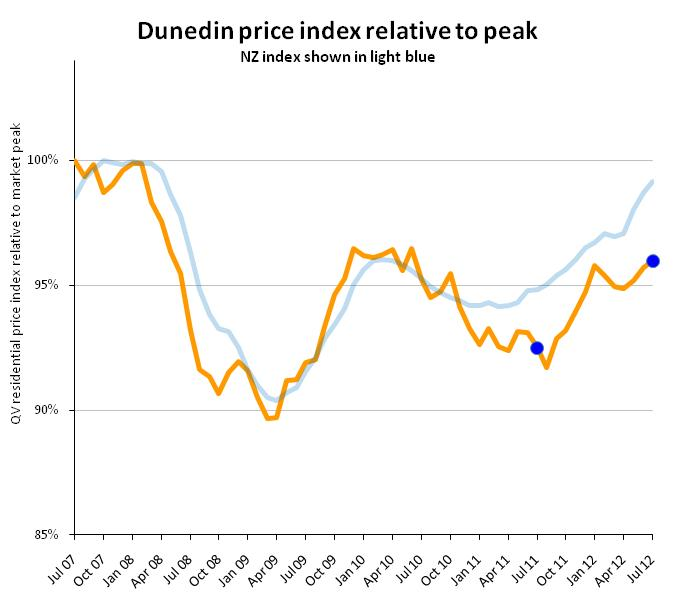 Dunedin price index relative to peak
NZ index shown in light blue
QV residential price index relative to market peak
100%
95%
90%
85%
Jul 07
Oct 07
Jan 08
Apr 08
Jul 08
Oct 08
Jan 09
Apr 09
Jul 09
Oct 09
Jan 10
Apr 10
Jul 10
Oct 10
Jan 11
Apr 11
Jul 11
Oct 11
Jan 12
Apr 12
Jul 12